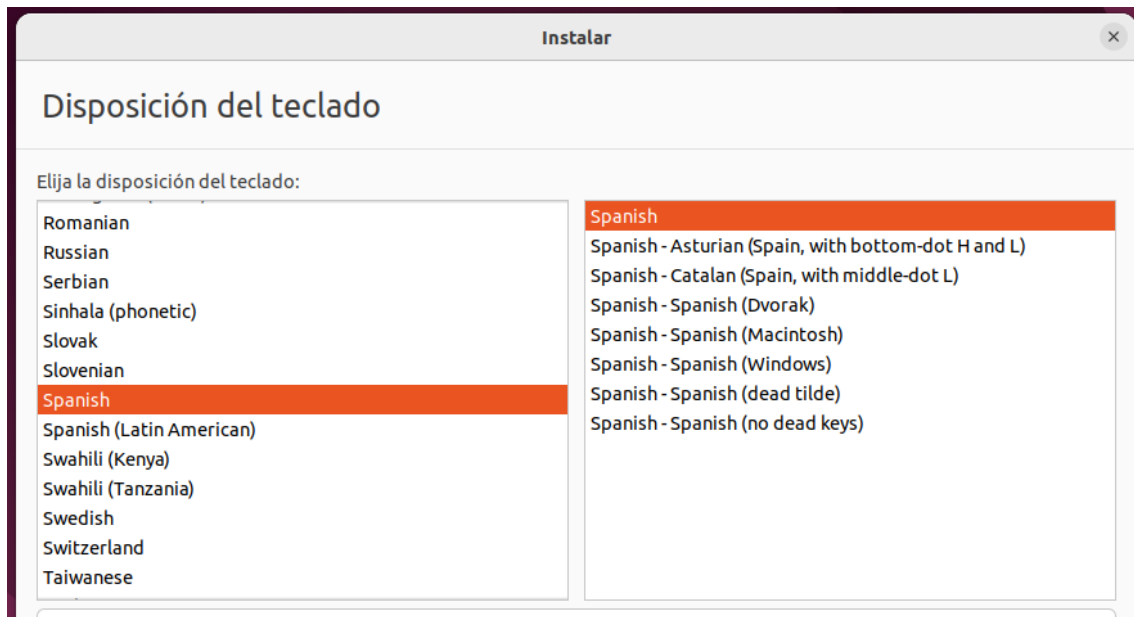 Instalar
Disposición del teclado
Elija la disposición del teclado:
Romanian
Russian
Serbian
Sinhala (phonetic)
Slovak
Slovenian
Spanish
Spanish (Latin American)
Swahili (Kenya)
Swahili (Tanzania)
Swedish
Switzerland
Taiwanese
Spanish
Spanish - Asturian (Spain, with bottom-dot H and L)
Spanish - Catalan (Spain, with middle-dot L)
Spanish - Spanish (Dvorak)
Spanish - Spanish (Macintosh)
Spanish - Spanish (Windows)
Spanish - Spanish (dead tilde)
Spanish - Spanish (no dead keys)